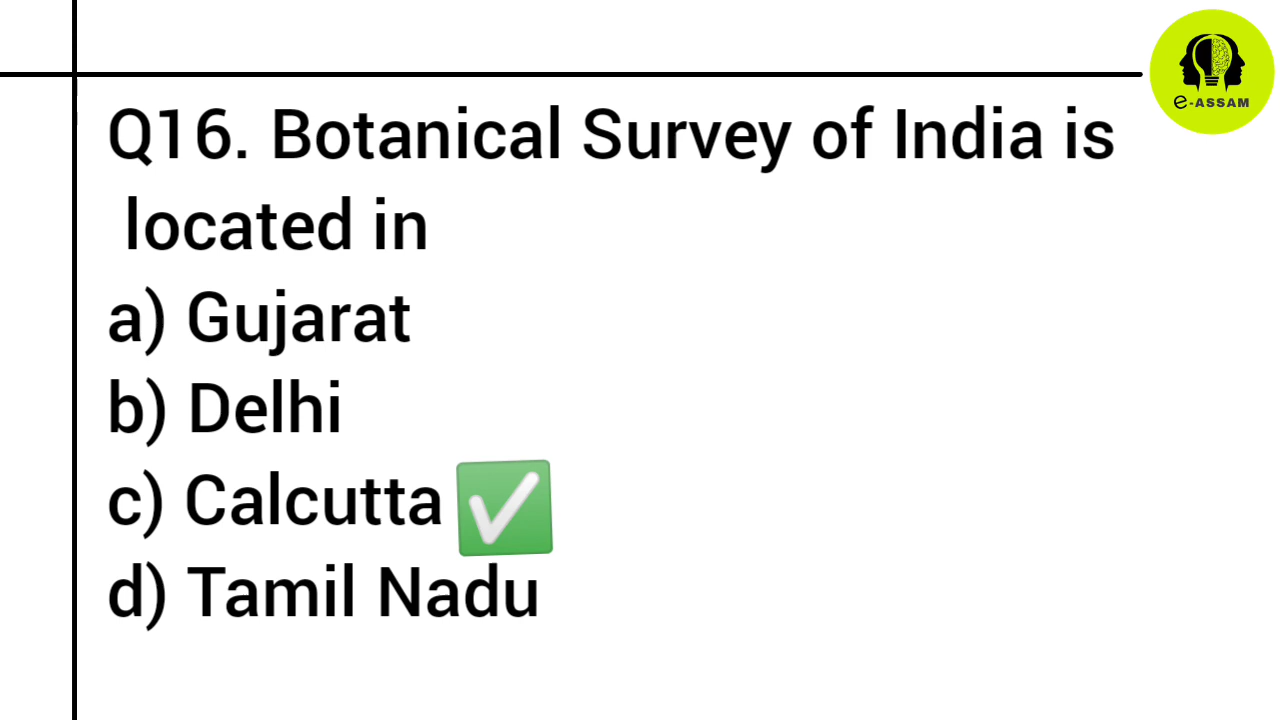 e-ASSAM
Q16. Botanical Survey of India is
located in
a) Gujarat
b) Delhi
c) Calcutta ✅
d) Tamil Nadu